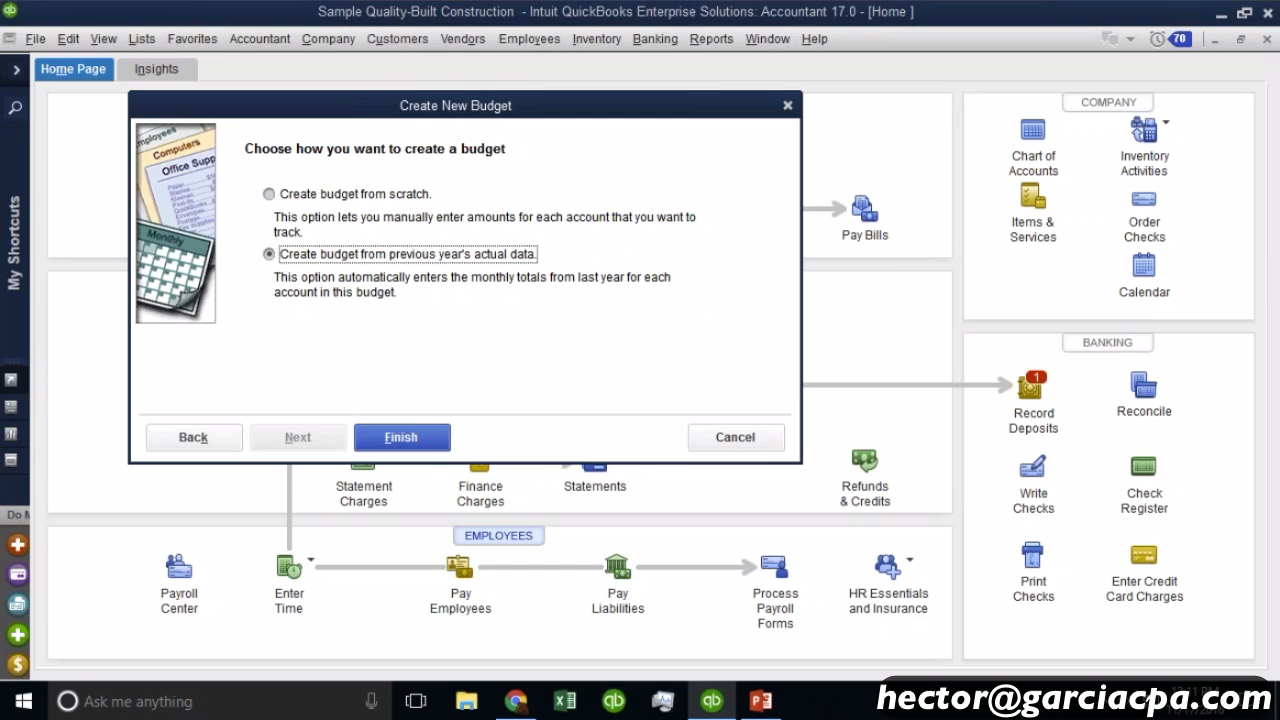 Sample Quality-Built Construction - Intuit QuickBooks Enterprise Solutions: Accountant 17.0 - [Home ]
File Edit View Lists Favorites Accountant Company Customers Vendors Employees Inventory Banking Reports Window Help
70
Home Page Insights
My Shortcuts
Do M
Create New Budget
Employees
Computers
Office Supp
Monthly
Choose how you want to create a budget
Create budget from scratch.
This option lets you manually enter amounts for each account that you want to
track.
Create budget from previous year's actual data.
This option automatically enters the monthly totals from last year for each
account in this budget.
Back Next Finish Cancel
Pay Bills
Statement
Charges
Finance
Charges
Statements
Refunds
& Credits
EMPLOYEES
Payroll
Center
Enter
Time
Pay
Employees
Pay
Liabilities
Process
Payroll
Forms
HR Essentials
and Insurance
COMPANY
Chart of
Accounts
Inventory
Activities
Items &
Services
Order
Checks
Calendar
BANKING
1
Record
Deposits
Reconcile
Write
Checks
Check
Register
Print
Checks
Enter Credit
Card Charges
Ask me anything
hector@garciacpa.com